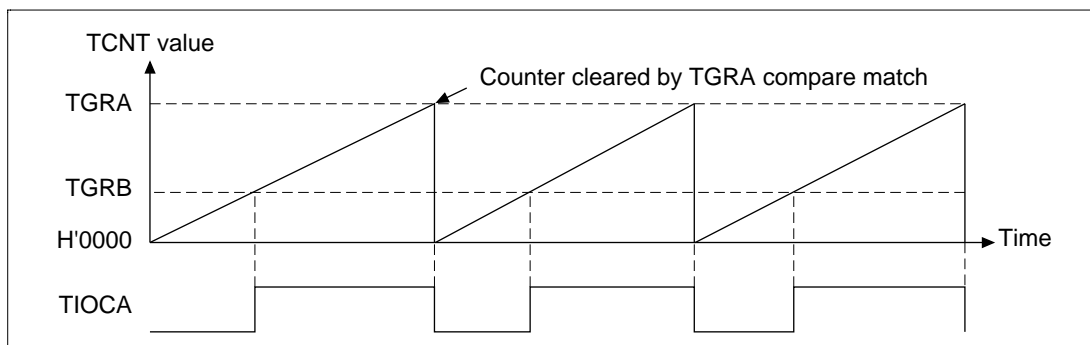 TCNT value
Counter cleared by TGRA compare match
TGRA
TGRB
H'0000
Time
TIOCA